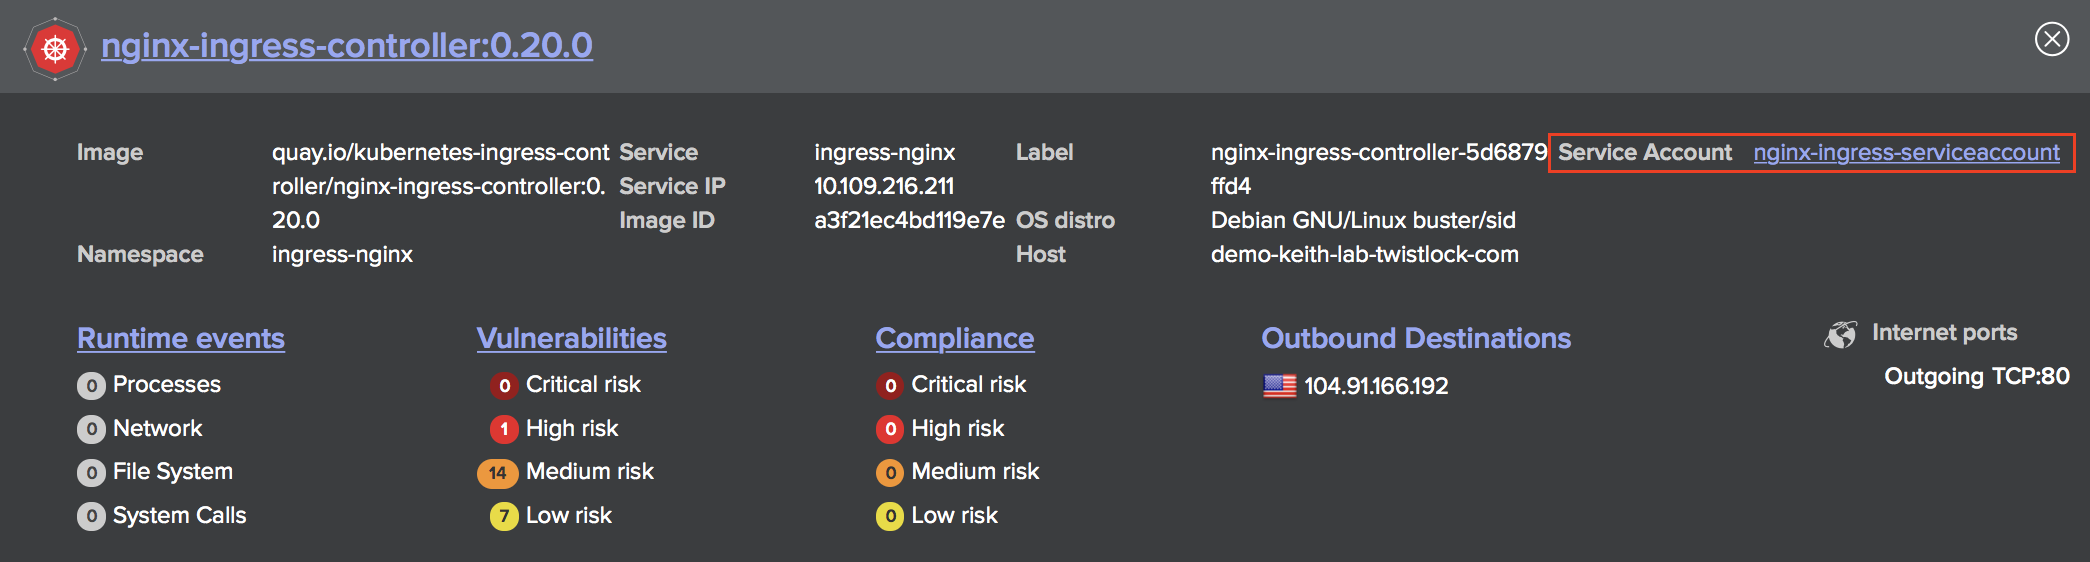 nginx-ingress-controller:0.20.0
Image quay.io/kubernetes-ingress-cont Service ingress-nginx Label nginx-ingress-controller-5d6879 Service Account nginx-ingress-serviceaccount
roller/nginx-ingress-controller:0. Service IP 10.109.216.211 ffd4
20.0 Image ID a3f21ec4bd119e7e OS distro Debian GNU/Linux buster/sid
Namespace ingress-nginx Host demo-keith-lab-twistlock-com
Runtime events
0 Processes
0 Network
0 File System
0 System Calls
Vulnerabilities
0 Critical risk
1 High risk
14 Medium risk
7 Low risk
Compliance
0 Critical risk
0 High risk
0 Medium risk
0 Low risk
Outbound Destinations
104.91.166.192
Internet ports
Outgoing TCP:80